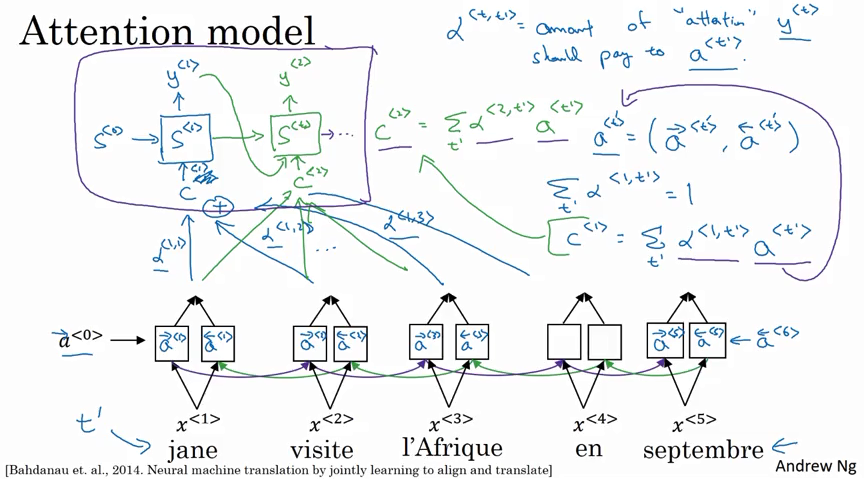 Attention model
α<t,t'> = amount of "attention" y<t>
should pay to a<t'>.
y<1> y<2>
S<0> → S<1> → S<2> → ...
C<1> C<2>
C<2> = Σt' α<2,t'> a<t'>
a<t'> = (→a<t'>, ←a<t'>)
Σt' α<1,t'> = 1
C<1> = Σt' α<1,t'> a<t'>
+
α<1,1> α<1,2> ... α<1,3>
→a<0> →a<1> ←a<1> →a<2> ←a<2> →a<3> ←a<3> →a<5> ←a<5> ←a<6>
x<1> x<2> x<3> x<4> x<5>
t' jane visite l'Afrique en septembre
[Bahdanau et. al., 2014. Neural machine translation by jointly learning to align and translate]
Andrew Ng